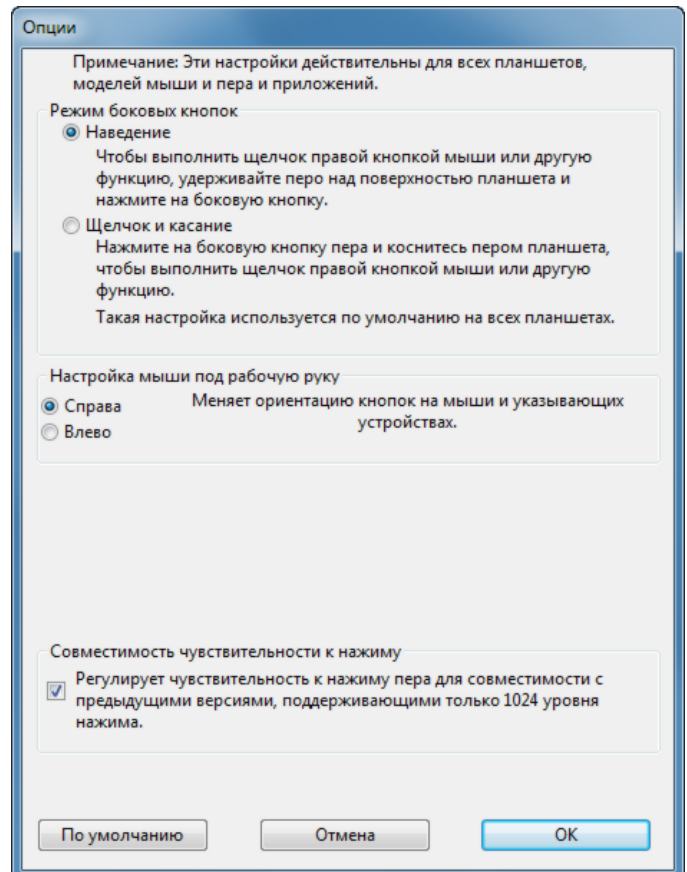 Опции
Примечание: Эти настройки действительны для всех планшетов,
моделей мыши и пера и приложений.
Режим боковых кнопок
Наведение
Чтобы выполнить щелчок правой кнопкой мыши или другую
функцию, удерживайте перо над поверхностью планшета и
нажмите на боковую кнопку.
Щелчок и касание
Нажмите на боковую кнопку пера и коснитесь пером планшета,
чтобы выполнить щелчок правой кнопкой мыши или другую
функцию.
Такая настройка используется по умолчанию на всех планшетах.
Настройка мыши под рабочую руку
Справа
Влево
Меняет ориентацию кнопок на мыши и указывающих
устройствах.
Совместимость чувствительности к нажиму
Регулирует чувствительность к нажиму пера для совместимости с
предыдущими версиями, поддерживающими только 1024 уровня
нажима.
По умолчанию
Отмена
OK